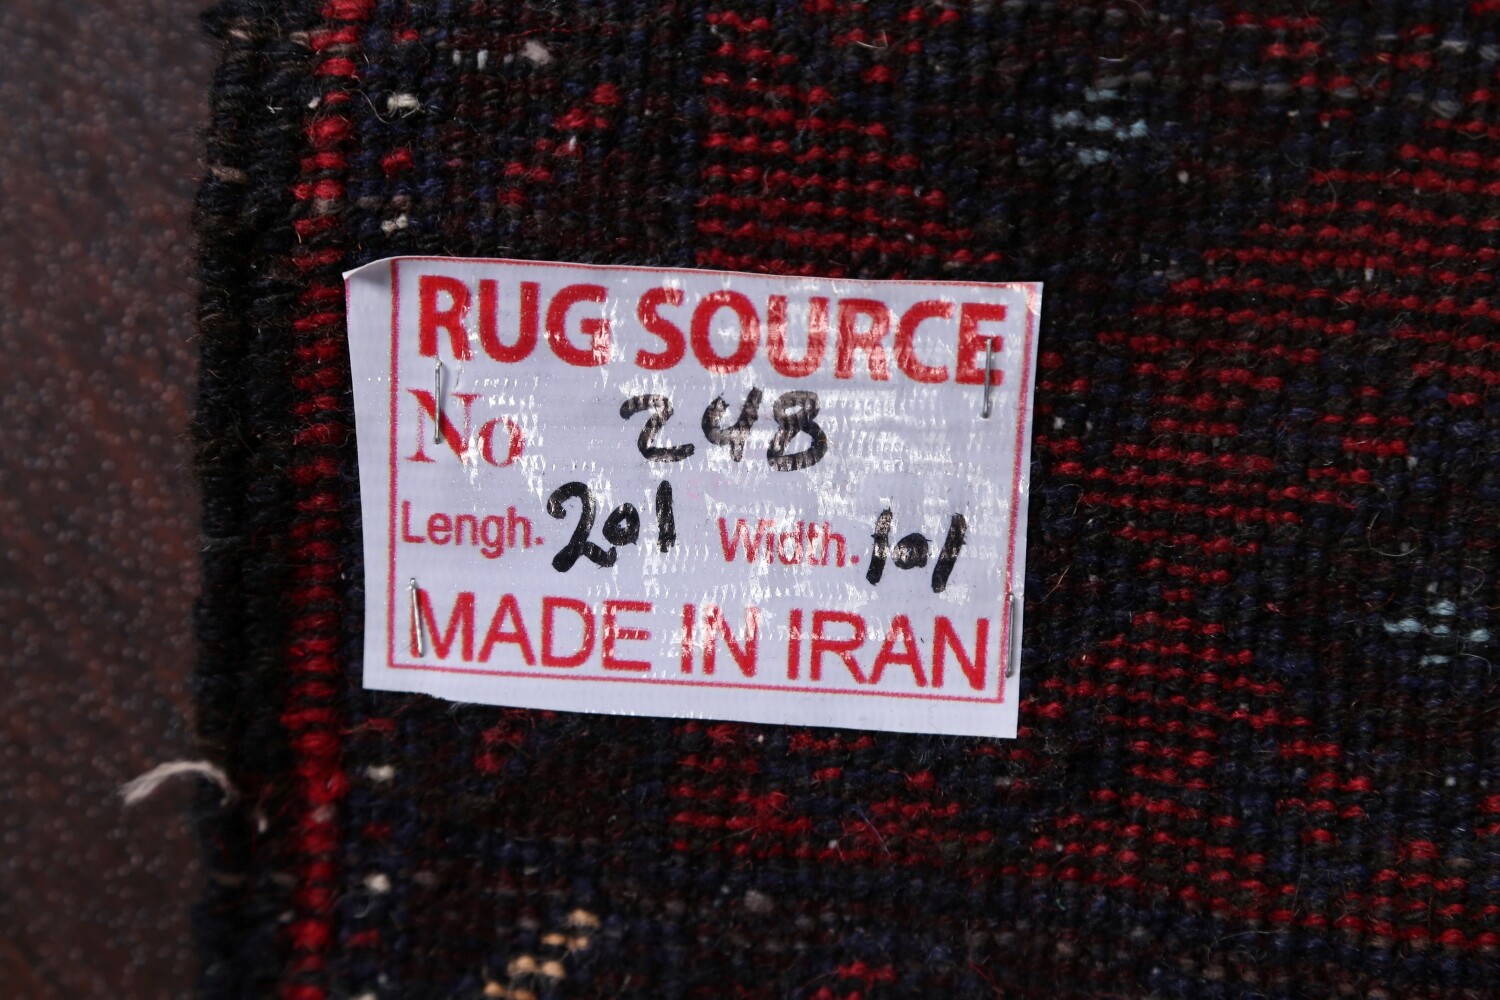 RUG SOURCE
No 248
Lengh. 201 Width. 101
MADE IN IRAN